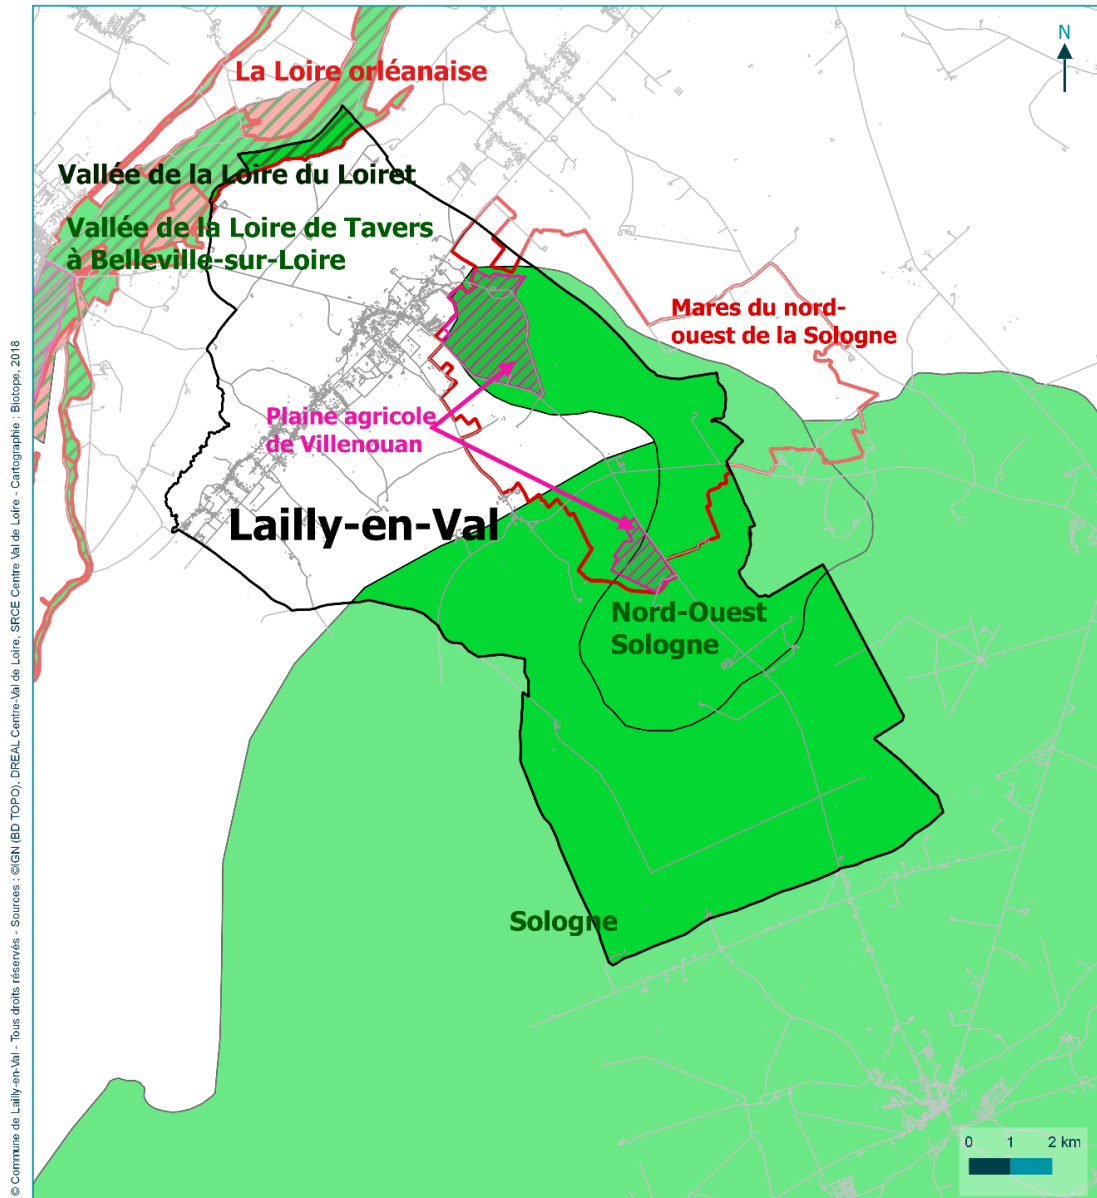 N
La Loire orléanaise
Vallée de la Loire du Loiret
Vallée de la Loire de Tavers
à Belleville-sur-Loire
Mares du nord-
ouest de la Sologne
Plaine agricole
de Villenouan
Lailly-en-Val
Nord-Ouest
Sologne
Sologne
0 1 2 km
© Commune de Lailly-en-Val - Tous droits réservés - Sources : ©IGN (BD TOPO), DREAL Centre-Val de Loire, SRCE Centre Val de Loire - Cartographie : Biotope, 2018